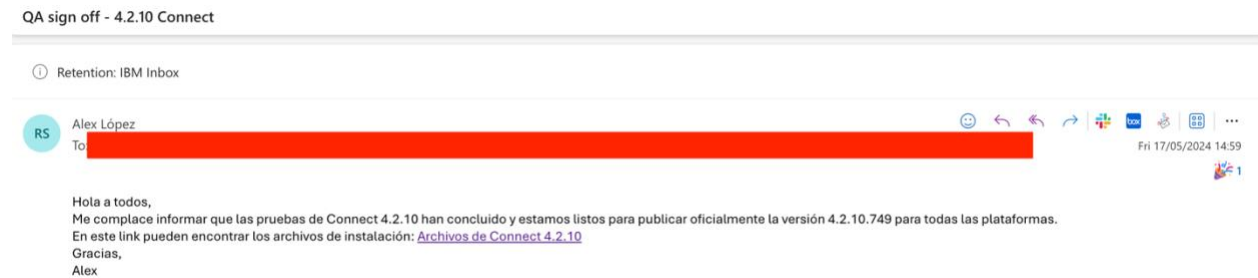 QA sign off - 4.2.10 Connect
Retention: IBM Inbox
RS
Alex López
To:
box
Fri 17/05/2024 14:59
1
Hola a todos,
Me complace informar que las pruebas de Connect 4.2.10 han concluido y estamos listos para publicar oficialmente la versión 4.2.10.749 para todas las plataformas.
En este link pueden encontrar los archivos de instalación: Archivos de Connect 4.2.10
Gracias,
Alex